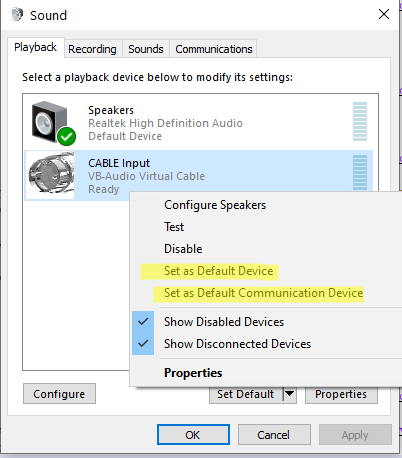 Sound
Playback Recording Sounds Communications
Select a playback device below to modify its settings:
Speakers
Realtek High Definition Audio
Default Device
CABLE Input
VB-Audio Virtual Cable
Ready
Configure Speakers
Test
Disable
Set as Default Device
Set as Default Communication Device
Show Disabled Devices
Show Disconnected Devices
Properties
Configure Set Default Properties
OK Cancel Apply